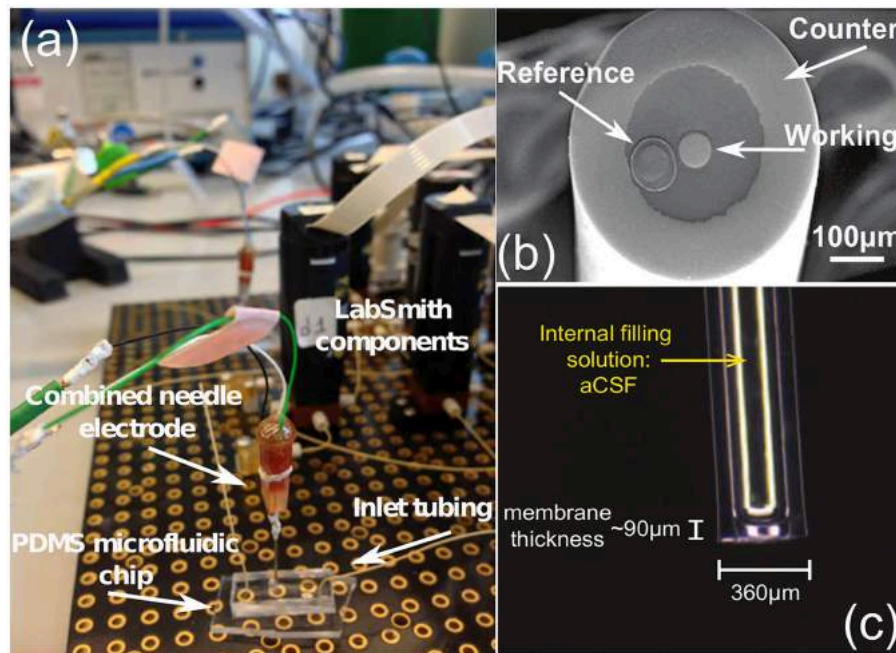 (a)
LabSmith
components
Combined needle
electrode
Inlet tubing
PDMS microfluidic
chip
(b)
Counter
Reference
Working
100µm
Internal filling
solution:
aCSF
membrane
thickness
~90µm
360µm
(c)